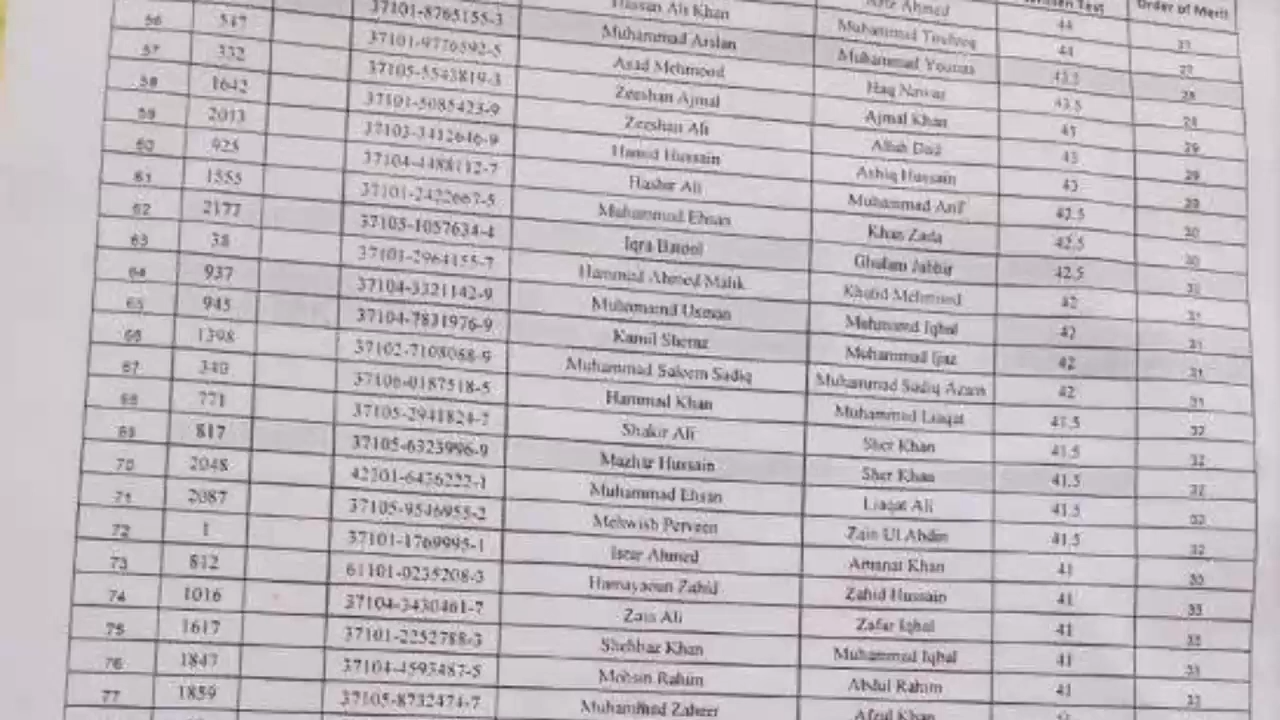 Written Test Order of Merit
Ahmed 44 27
Hassan Ali Khan Muhammad 44 27
37101-8765155-3 Muhammad Arslan Muhammad Younas 43.5 28
56 547 37101-9776592-5 Asad Mehmood Haq Nawaz 43.5 28
57 332 37105-5543819-3 Zeeshan Ajmal Ajmal Khan 43 29
58 1642 37101-5085423-9 Zeeshan Ali Allah Dad 43 29
59 2013 37103-3412646-9 Hamid Hussain Ashiq Hussain 43 29
60 925 37104-4488112-7 Hashir Ali Muhammad Arif 42.5 30
61 1555 37101-2422667-5 Muhammad Ehsan Khan Zada 42.5 30
62 2177 37105-1057634-4 Iqra Batool Ghulam Jabbir 42.5 30
63 38 37101-2964155-7 Hammad Ahmed Malik Khalid Mehmood 42 31
64 937 37104-3321142-9 Muhamamd Usman Mehmood Iqbal 42 31
65 945 37104-7831976-9 Kamil Sheraz Muhammad Ijaz 42 31
66 1398 37102-7108088-9 Muhammad Saleem Sadiq Muhammad Sadiq Azam 42 31
67 340 37106-0187518-5 Hammad Khan Muhammad Liaqat 41.5 32
68 771 37105-2941824-7 Shakir Ali Sher Khan 41.5 32
69 817 37105-6323996-9 Mazhar Hussain Sher Khan 41.5 32
70 2048 42201-6436222-1 Muhammad Ehsan Liaqat Ali 41.5 32
71 2087 37105-9546955-2 Mehwish Perveen Zain Ul Abdin 41.5 32
72 1 37101-1769995-1 Israr Ahmed Amanat Khan 41 33
73 812 61101-0235208-3 Hamayaoun Zahid Zahid Hussain 41 33
74 1016 37104-3430461-7 Zain Ali Zafar Iqbal 41 33
75 1617 37101-2252788-3 Shehbaz Khan Muhammad Iqbal 41 33
76 1847 37104-4593487-5 Mohsin Rahim Abdul Rahim 41 33
77 1859 37105-8732474-7 Muhammad Zaheer Afzal Khan